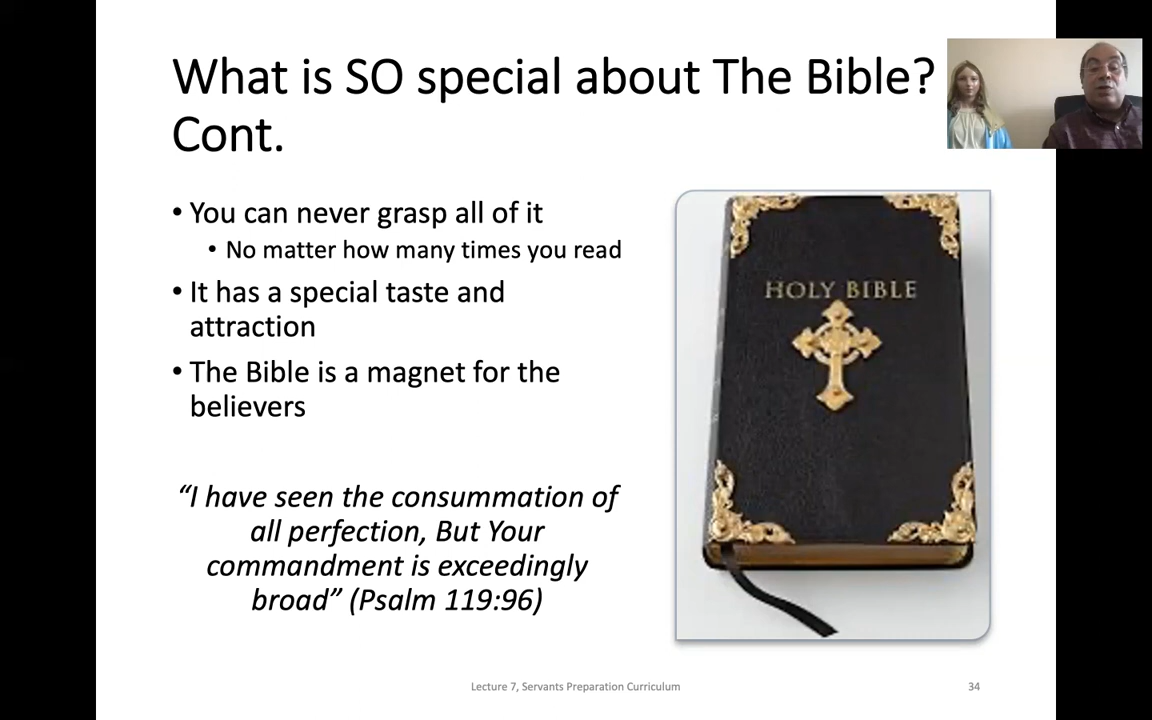 What is SO special about The Bible?
Cont.
• You can never grasp all of it
• No matter how many times you read
• It has a special taste and
attraction
• The Bible is a magnet for the
believers
“I have seen the consummation of
all perfection, But Your
commandment is exceedingly
broad” (Psalm 119:96)
HOLY BIBLE
Lecture 7, Servants Preparation Curriculum
34